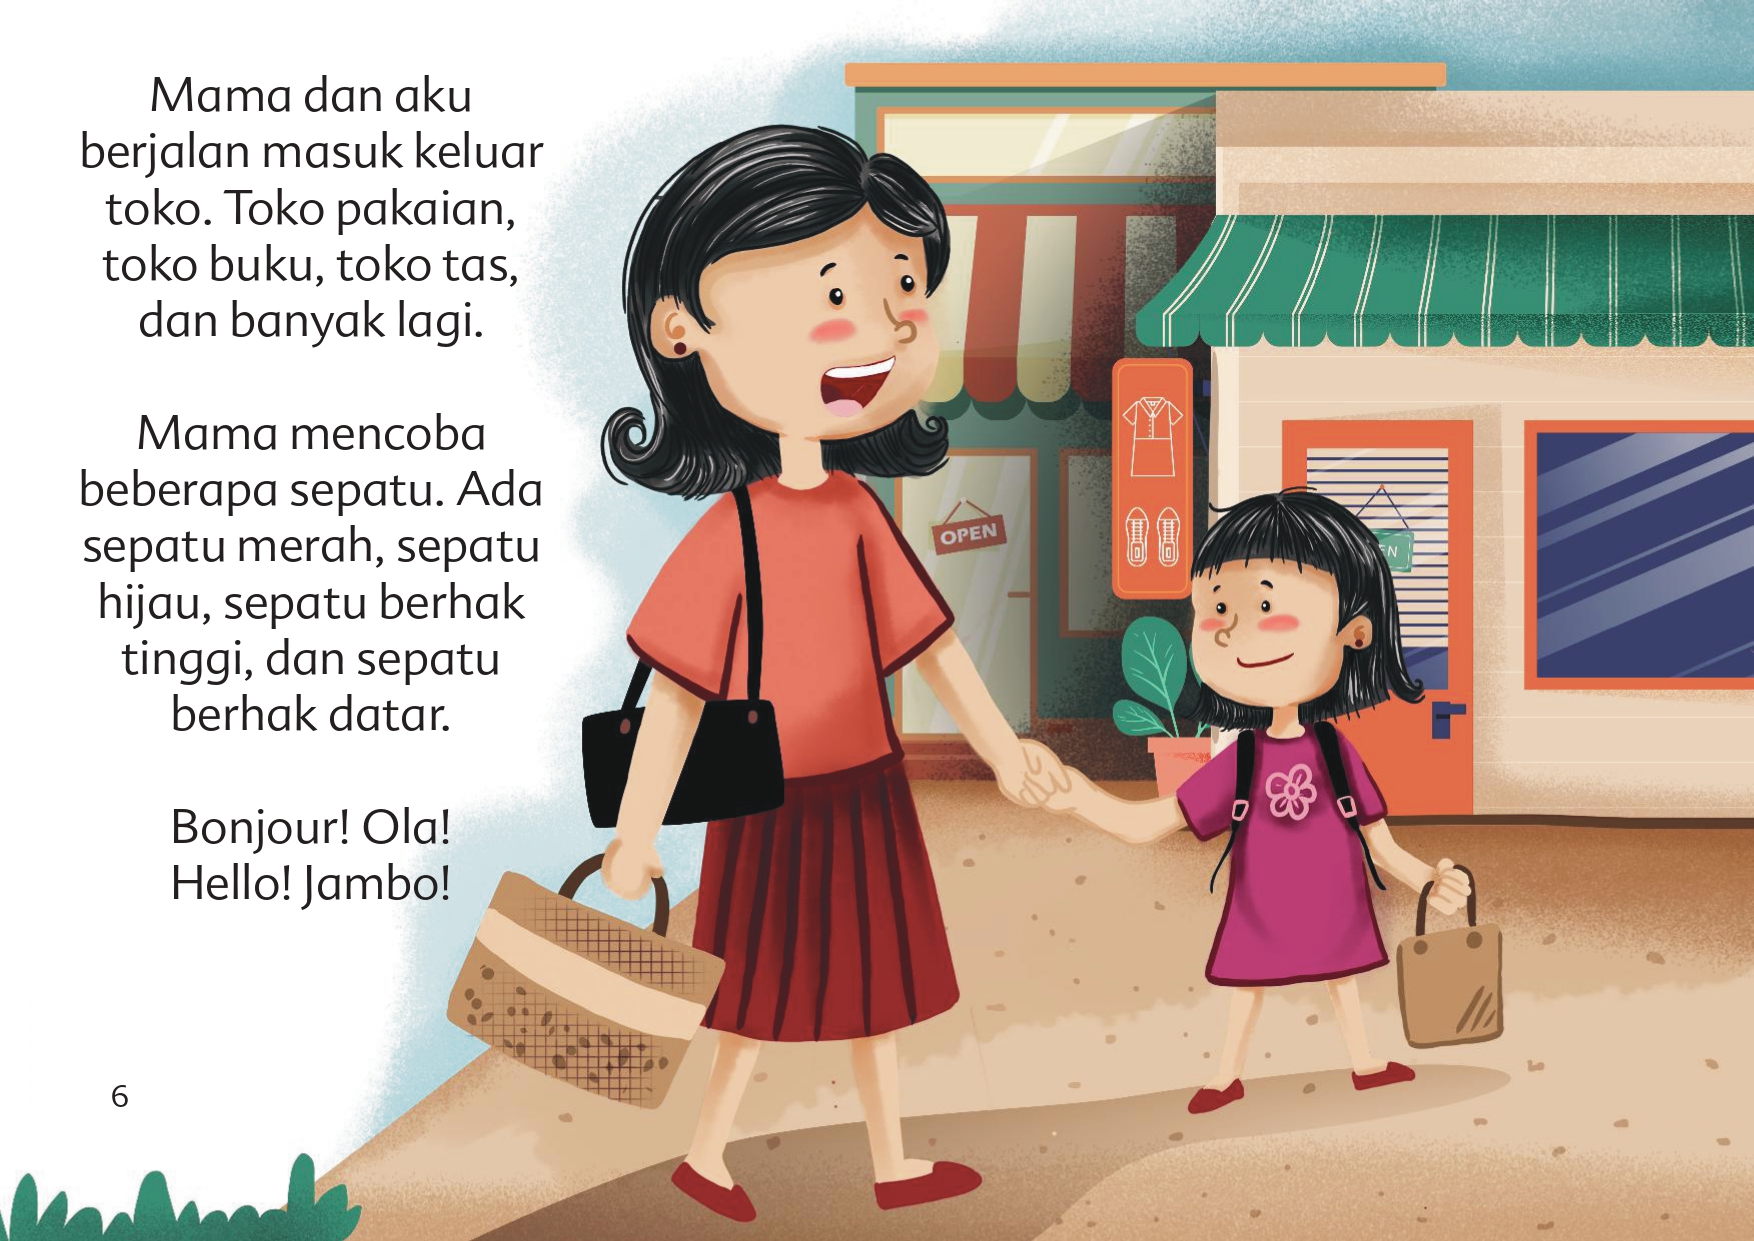 Mama dan aku
berjalan masuk keluar
toko. Toko pakaian,
toko buku, toko tas,
dan banyak lagi.
Mama mencoba
beberapa sepatu. Ada
sepatu merah, sepatu
hijau, sepatu berhak
tinggi, dan sepatu
berhak datar.
Bonjour! Ola!
Hello! Jambo!
6
OPEN
EN